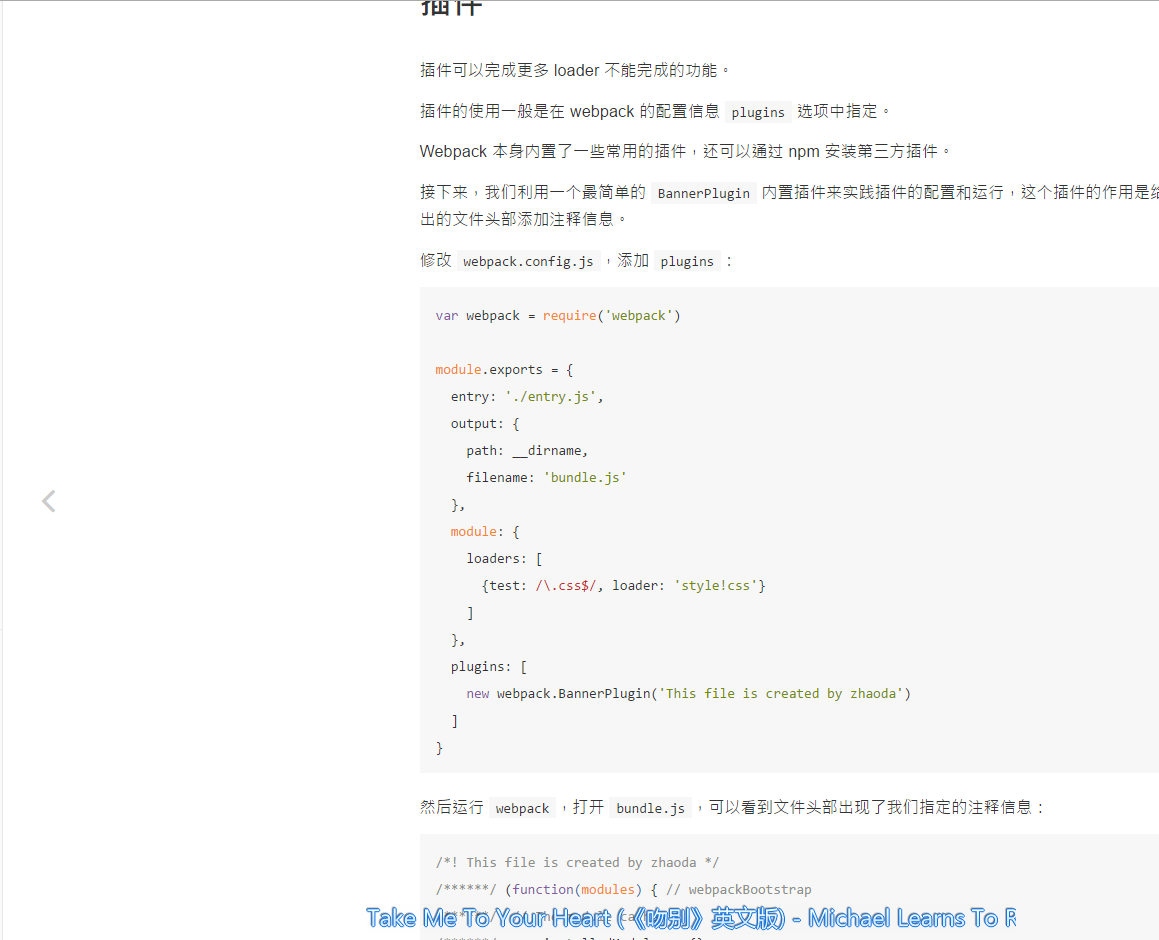 插件
插件可以完成更多 loader 不能完成的功能。
插件的使用一般是在 webpack 的配置信息 plugins 选项中指定。
Webpack 本身内置了一些常用的插件，还可以通过 npm 安装第三方插件。
接下来，我们利用一个最简单的 BannerPlugin 内置插件来实践插件的配置和运行，这个插件的作用是给
出的文件头部添加注释信息。
修改 webpack.config.js ，添加 plugins ：
var webpack = require('webpack')
module.exports = {
  entry: './entry.js',
  output: {
    path: __dirname,
    filename: 'bundle.js'
  },
  module: {
    loaders: [
      {test: /\.css$/, loader: 'style!css'}
    ]
  },
  plugins: [
    new webpack.BannerPlugin('This file is created by zhaoda')
  ]
}
然后运行 webpack ，打开 bundle.js ，可以看到文件头部出现了我们指定的注释信息：
/*! This file is created by zhaoda */
/******/ (function(modules) { // webpackBootstrap
Take Me To Your Heart (《吻别》英文版) - Michael Learns To R